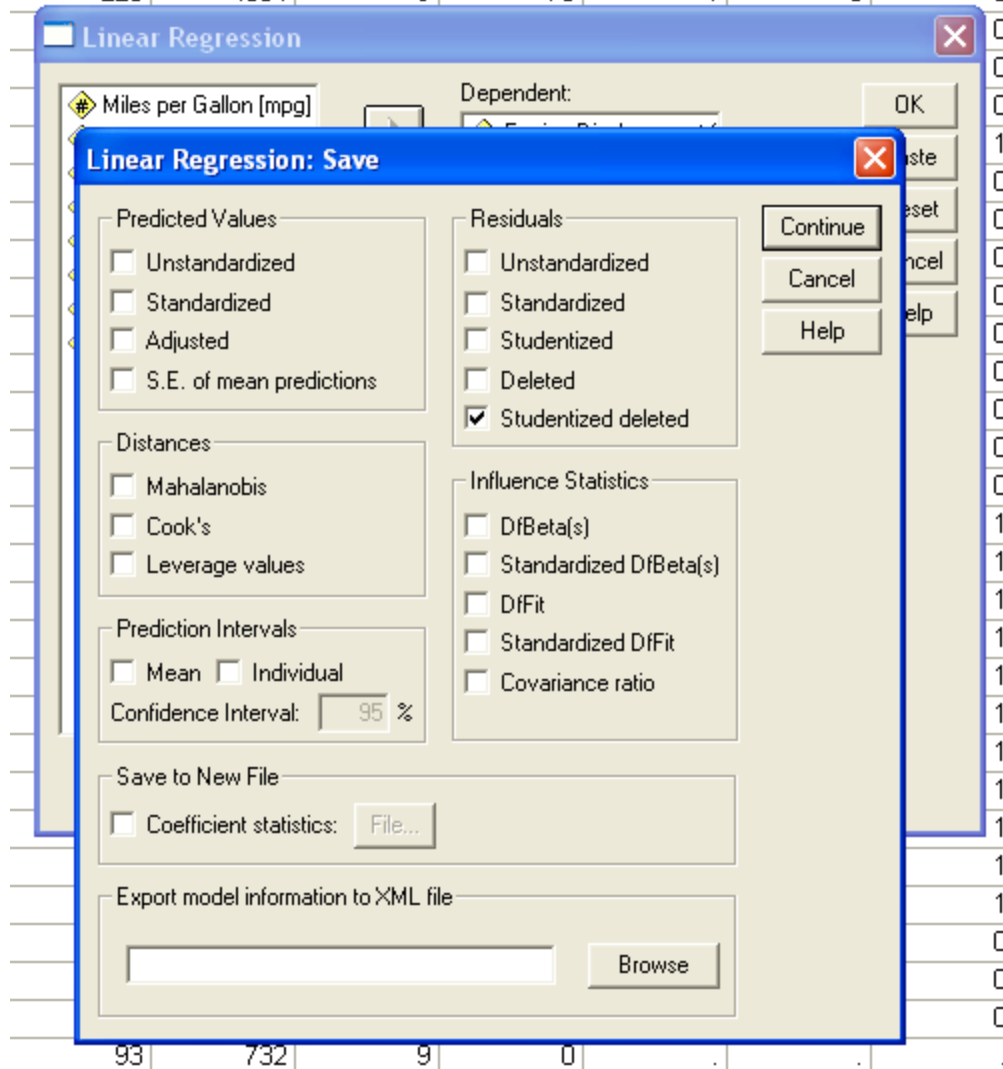 Linear Regression
Miles per Gallon [mpg]
Dependent:
OK
Linear Regression: Save
Predicted Values
Unstandardized
Standardized
Adjusted
S.E. of mean predictions
Distances
Mahalanobis
Cook's
Leverage values
Prediction Intervals
Mean Individual
Confidence Interval: 95 %
Residuals
Unstandardized
Standardized
Studentized
Deleted
Studentized deleted
Influence Statistics
DfBeta(s)
Standardized DfBeta(s)
DfFit
Standardized DfFit
Covariance ratio
Continue
Cancel
Help
Save to New File
Coefficient statistics: File...
Export model information to XML file
Browse
93 732 9 0 . .